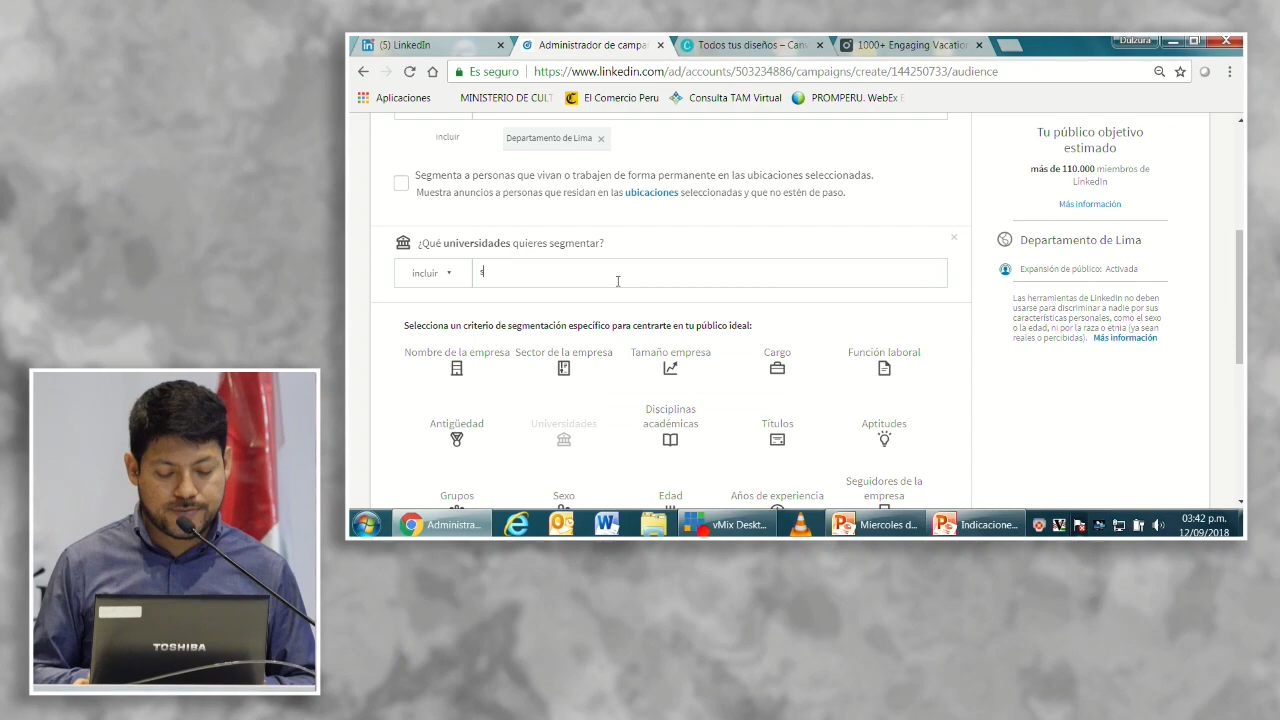 (5) LinkedIn
Administrador de campa
Todos tus diseños – Can
1000+ Engaging Vacation
Dulzura
Es seguro
https://www.linkedin.com/ad/accounts/503234886/campaigns/create/144250733/audience
Aplicaciones
MINISTERIO DE CULT
El Comercio Peru
Consulta TAM Virtual
PROMPERU. WebEx E
incluir
Departamento de Lima
Segmenta a personas que vivan o trabajen de forma permanente en las ubicaciones seleccionadas.
Muestra anuncios a personas que residan en las ubicaciones seleccionadas y que no estén de paso.
¿Qué universidades quieres segmentar?
incluir
s
Selecciona un criterio de segmentación específico para centrarte en tu público ideal:
Nombre de la empresa
Sector de la empresa
Tamaño empresa
Cargo
Función laboral
Antigüedad
Universidades
Disciplinas
académicas
Títulos
Aptitudes
Grupos
Sexo
Edad
Años de experiencia
Seguidores de la
empresa
Tu público objetivo
estimado
más de 110.000 miembros de
LinkedIn
Más información
Departamento de Lima
Expansión de público: Activada
Las herramientas de LinkedIn no deben
usarse para discriminar a nadie por sus
características personales, como el sexo
o la edad, ni por la raza o etnia (ya sean
reales o percibidas). Más información
Administra...
vMix Deskt...
Miercoles d...
Indicacione...
03:42 p.m.
12/09/2018
TOSHIBA